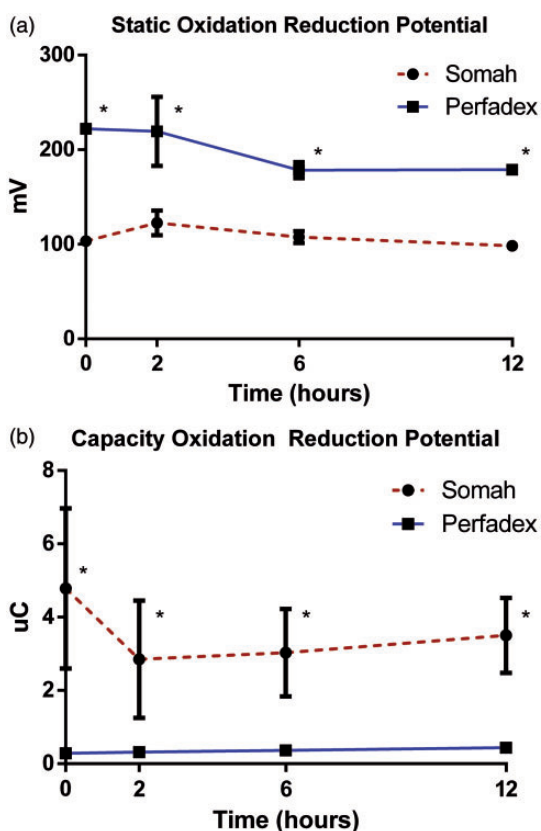 (a) Static Oxidation Reduction Potential
300
Somah
Perfadex
*
*
200
*
*
mV
100
0
0 2 6 12
Time (hours)
(b) Capacity Oxidation Reduction Potential
8
Somah
Perfadex
6
*
*
*
*
uC
4
2
0
0 2 6 12
Time (hours)